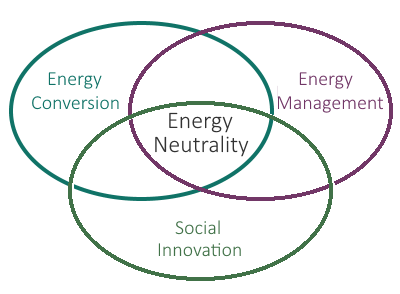 Energy
Conversion
Energy
Management
Energy
Neutrality
Social
Innovation